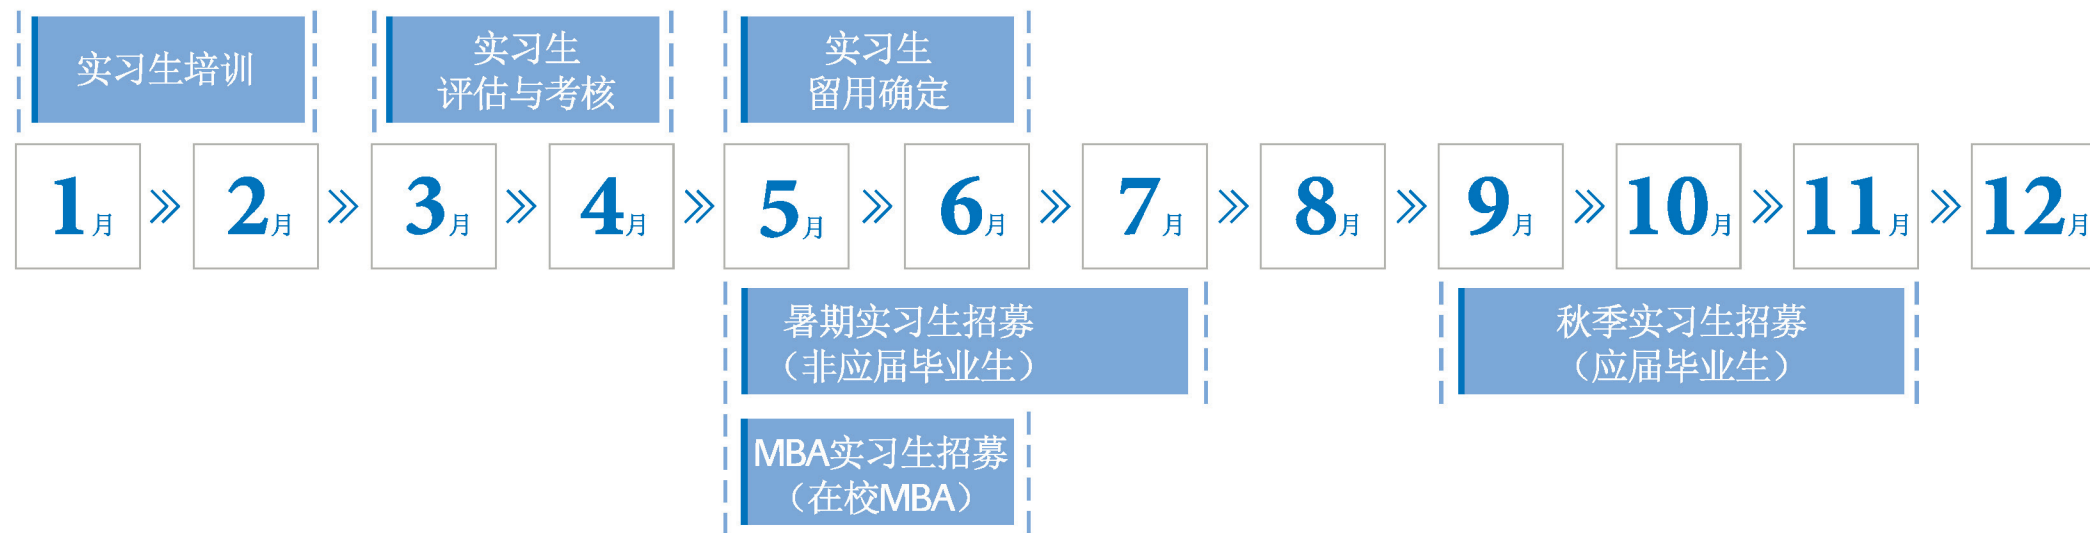 实习生培训
实习生
评估与考核
实习生
留用确定
1月 » 2月 » 3月 » 4月 » 5月 » 6月 » 7月 » 8月 » 9月 » 10月 » 11月 » 12月
暑期实习生招募
（非应届毕业生）
秋季实习生招募
（应届毕业生）
MBA实习生招募
（在校MBA）